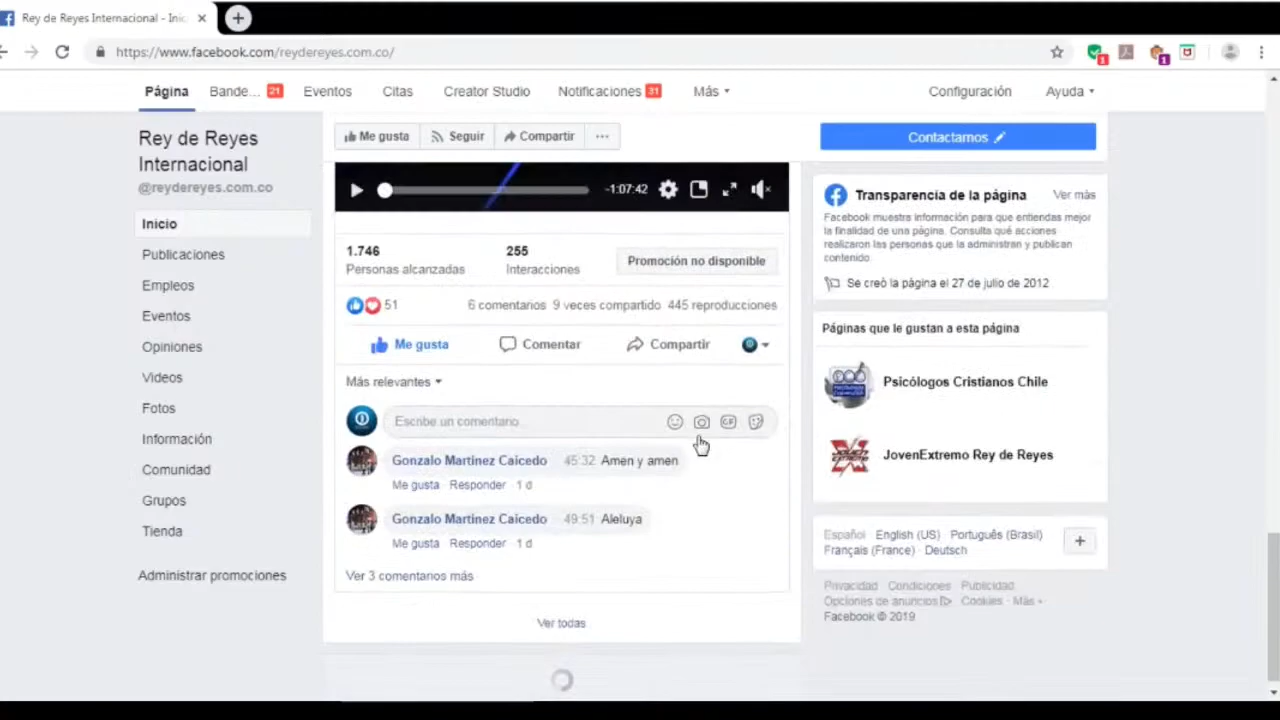 Rey de Reyes Internacional - Inic
https://www.facebook.com/reydereyes.com.co/
1
1
Página Bande... 21 Eventos Citas Creator Studio Notificaciones 31 Más Configuración Ayuda
Rey de Reyes
Internacional
@reydereyes.com.co
Inicio
Publicaciones
Empleos
Eventos
Opiniones
Videos
Fotos
Información
Comunidad
Grupos
Tienda
Administrar promociones
Me gusta Seguir Compartir ...
-1:07:42
1.746
Personas alcanzadas
255
Interacciones
Promoción no disponible
51 6 comentarios 9 veces compartido 445 reproducciones
Me gusta Comentar Compartir
Más relevantes
Escribe un comentario...
GIF
Gonzalo Martinez Caicedo 45:32 Amen y amen
Me gusta · Responder · 1 d
Gonzalo Martinez Caicedo 49:51 Aleluya
Me gusta · Responder · 1 d
Ver 3 comentarios más
Ver todas
Contactarnos
Transparencia de la página Ver más
Facebook muestra información para que entiendas mejor
la finalidad de una página. Consulta qué acciones
realizaron las personas que la administran y publican
contenido.
Se creó la página el 27 de julio de 2012
Páginas que le gustan a esta página
Psicólogos Cristianos Chile
JovenExtremo Rey de Reyes
Español · English (US) · Português (Brasil) ·
Français (France) · Deutsch
Privacidad · Condiciones · Publicidad ·
Opciones de anuncios · Cookies · Más
Facebook © 2019